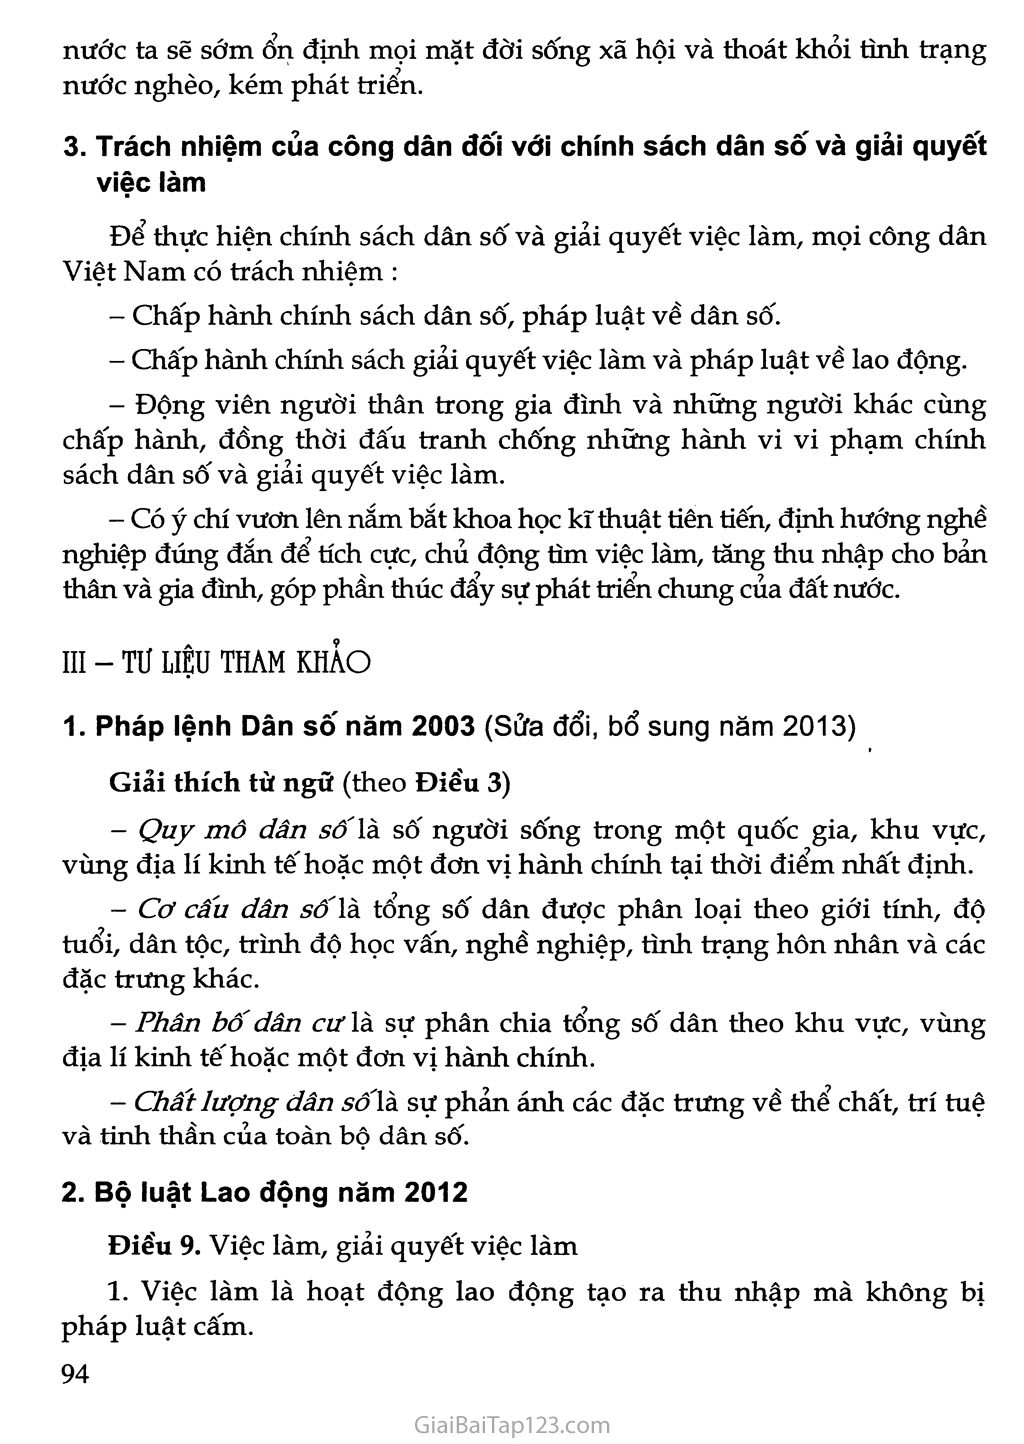 nước ta sẽ sớm ổn định mọi mặt đời sống xã hội và thoát khỏi tình trạng
nước nghèo, kém phát triển.
3. Trách nhiệm của công dân đối với chính sách dân số và giải quyết
việc làm
Để thực hiện chính sách dân số và giải quyết việc làm, mọi công dân
Việt Nam có trách nhiệm :
– Chấp hành chính sách dân số, pháp luật về dân số.
– Chấp hành chính sách giải quyết việc làm và pháp luật về lao động.
– Động viên người thân trong gia đình và những người khác cùng
chấp hành, đồng thời đấu tranh chống những hành vi vi phạm chính
sách dân số và giải quyết việc làm.
– Có ý chí vươn lên nắm bắt khoa học kĩ thuật tiên tiến, định hướng nghề
nghiệp đúng đắn để tích cực, chủ động tìm việc làm, tăng thu nhập cho bản
thân và gia đình, góp phần thúc đẩy sự phát triển chung của đất nước.
III – TƯ LIỆU THAM KHẢO
1. Pháp lệnh Dân số năm 2003 (Sửa đổi, bổ sung năm 2013)
Giải thích từ ngữ (theo Điều 3)
– Quy mô dân số là số người sống trong một quốc gia, khu vực,
vùng địa lí kinh tế hoặc một đơn vị hành chính tại thời điểm nhất định.
– Cơ cấu dân số là tổng số dân được phân loại theo giới tính, độ
tuổi, dân tộc, trình độ học vấn, nghề nghiệp, tình trạng hôn nhân và các
đặc trưng khác.
– Phân bố dân cư là sự phân chia tổng số dân theo khu vực, vùng
địa lí kinh tế hoặc một đơn vị hành chính.
– Chất lượng dân số là sự phản ánh các đặc trưng về thể chất, trí tuệ
và tinh thần của toàn bộ dân số.
2. Bộ luật Lao động năm 2012
Điều 9. Việc làm, giải quyết việc làm
1. Việc làm là hoạt động lao động tạo ra thu nhập mà không bị
pháp luật cấm.
94
GiaiBaiTap123.com